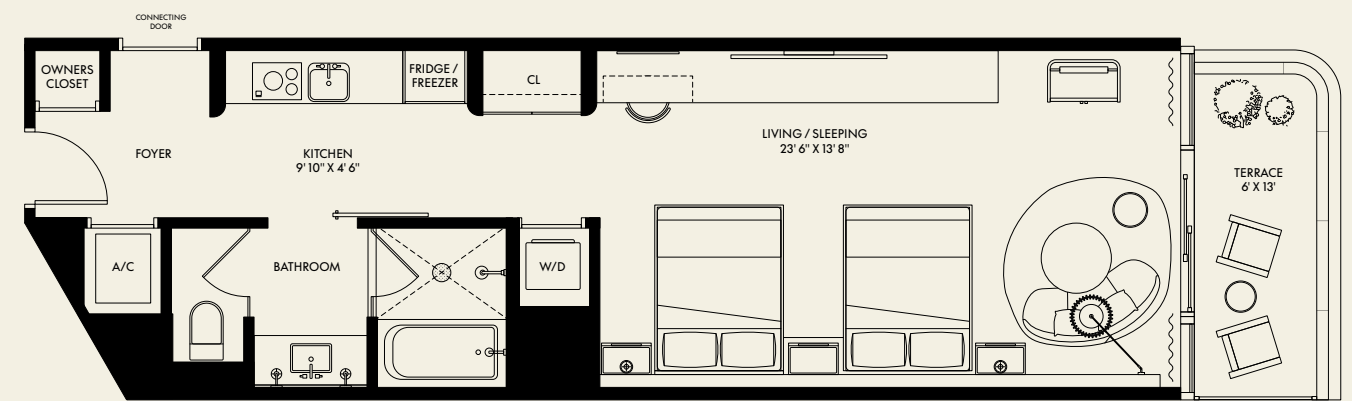 CONNECTING
DOOR
OWNERS
CLOSET
FRIDGE /
FREEZER
CL
FOYER
KITCHEN
9' 10" X 4' 6"
LIVING / SLEEPING
23' 6" X 13' 8"
TERRACE
6' X 13'
A/C
BATHROOM
W/D